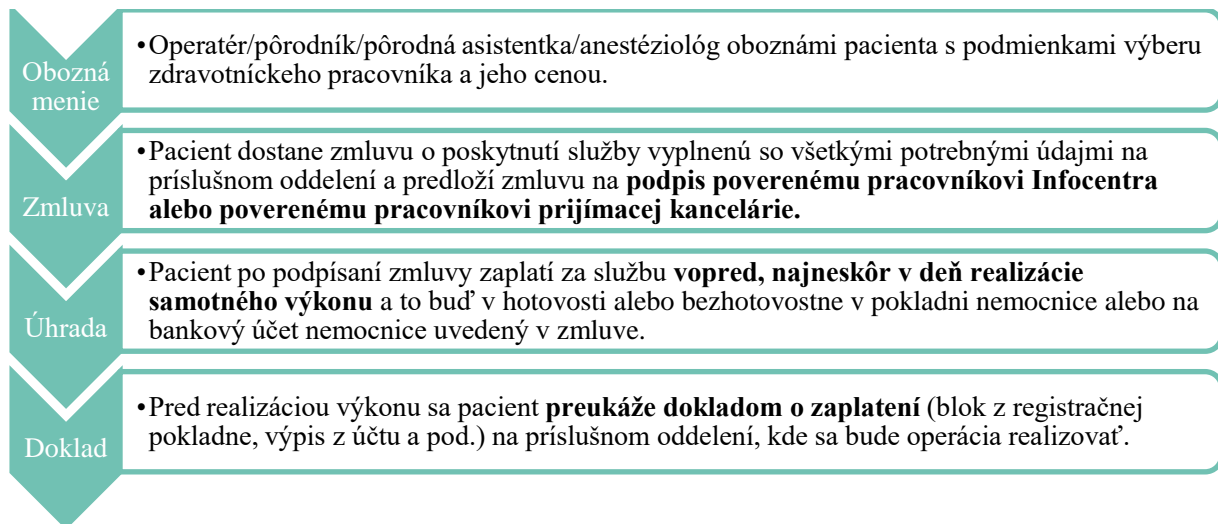 Obozná
menie
•Operatér/pôrodník/pôrodná asistentka/anestéziológ oboznámi pacienta s podmienkami výberu
zdravotníckeho pracovníka a jeho cenou.
Zmluva
•Pacient dostane zmluvu o poskytnutí služby vyplnenú so všetkými potrebnými údajmi na
príslušnom oddelení a predloží zmluvu na podpis poverenému pracovníkovi Infocentra
alebo poverenému pracovníkovi prijímacej kancelárie.
Úhrada
•Pacient po podpísaní zmluvy zaplatí za službu vopred, najneskôr v deň realizácie
samotného výkonu a to buď v hotovosti alebo bezhotovostne v pokladni nemocnice alebo na
bankový účet nemocnice uvedený v zmluve.
Doklad
•Pred realizáciou výkonu sa pacient preukáže dokladom o zaplatení (blok z registračnej
pokladne, výpis z účtu a pod.) na príslušnom oddelení, kde sa bude operácia realizovať.